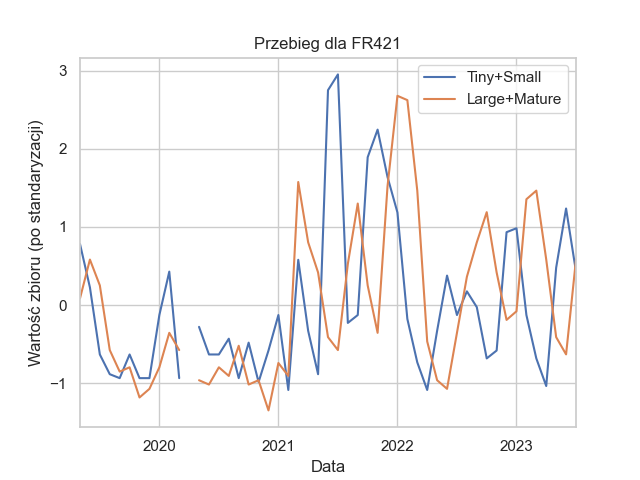 Przebieg dla FR421
Tiny+Small
Large+Mature
Wartość zbioru (po standaryzacji)
3
2
1
0
−1
2020
2021
2022
2023
Data